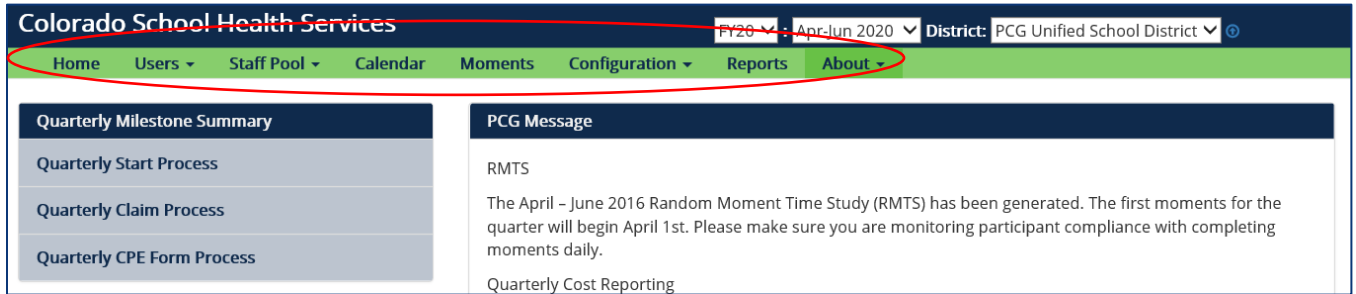 Colorado School Health Services
FY20 : Apr-Jun 2020 District: PCG Unified School District
Home Users Staff Pool Calendar Moments Configuration Reports About
Quarterly Milestone Summary
Quarterly Start Process
Quarterly Claim Process
Quarterly CPE Form Process
PCG Message
RMTS
The April – June 2016 Random Moment Time Study (RMTS) has been generated. The first moments for the
quarter will begin April 1st. Please make sure you are monitoring participant compliance with completing
moments daily.
Quarterly Cost Reporting